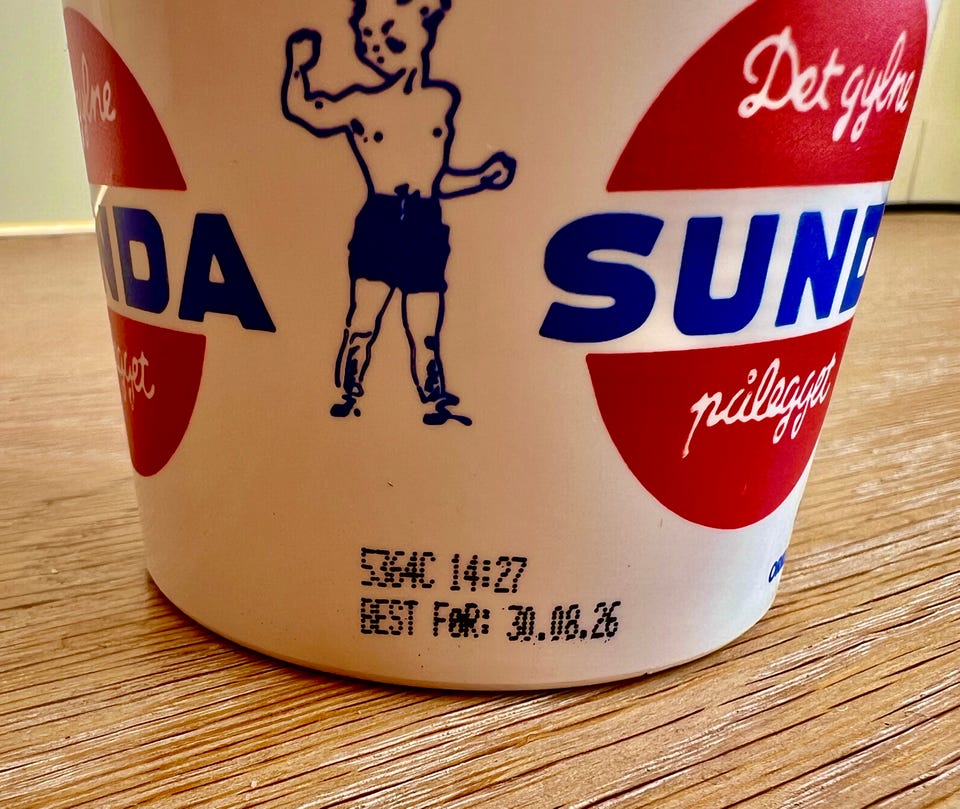 Det gylne
NDA
SUND
pålegget
5364C 14:27
BEST FØR: 30.08.26